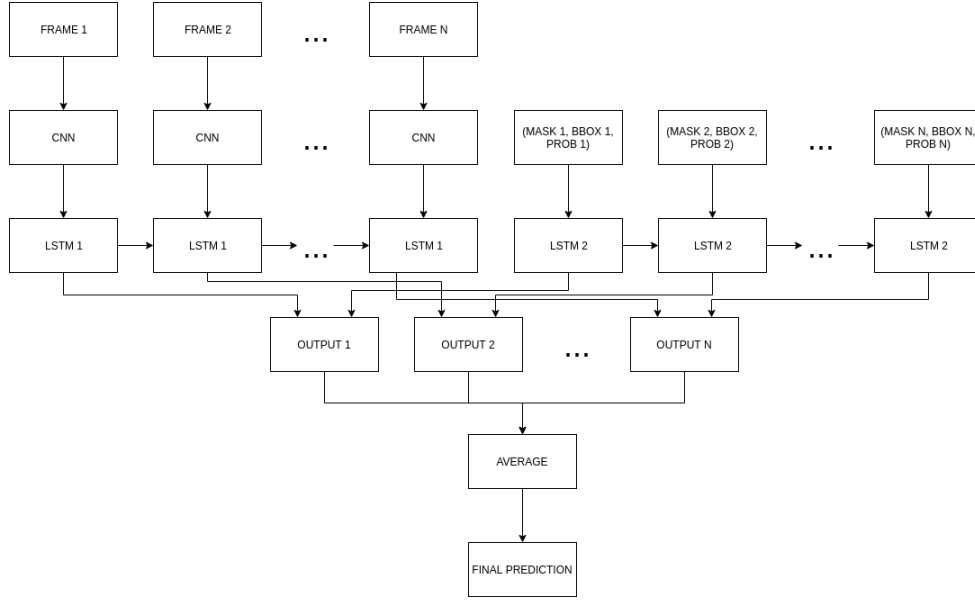 FRAME 1
FRAME 2
...
FRAME N
CNN
CNN
...
CNN
(MASK 1, BBOX 1,
PROB 1)
(MASK 2, BBOX 2,
PROB 2)
...
(MASK N, BBOX N,
PROB N)
LSTM 1
LSTM 1
...
LSTM 1
LSTM 2
LSTM 2
...
LSTM 2
OUTPUT 1
OUTPUT 2
...
OUTPUT N
AVERAGE
FINAL PREDICTION